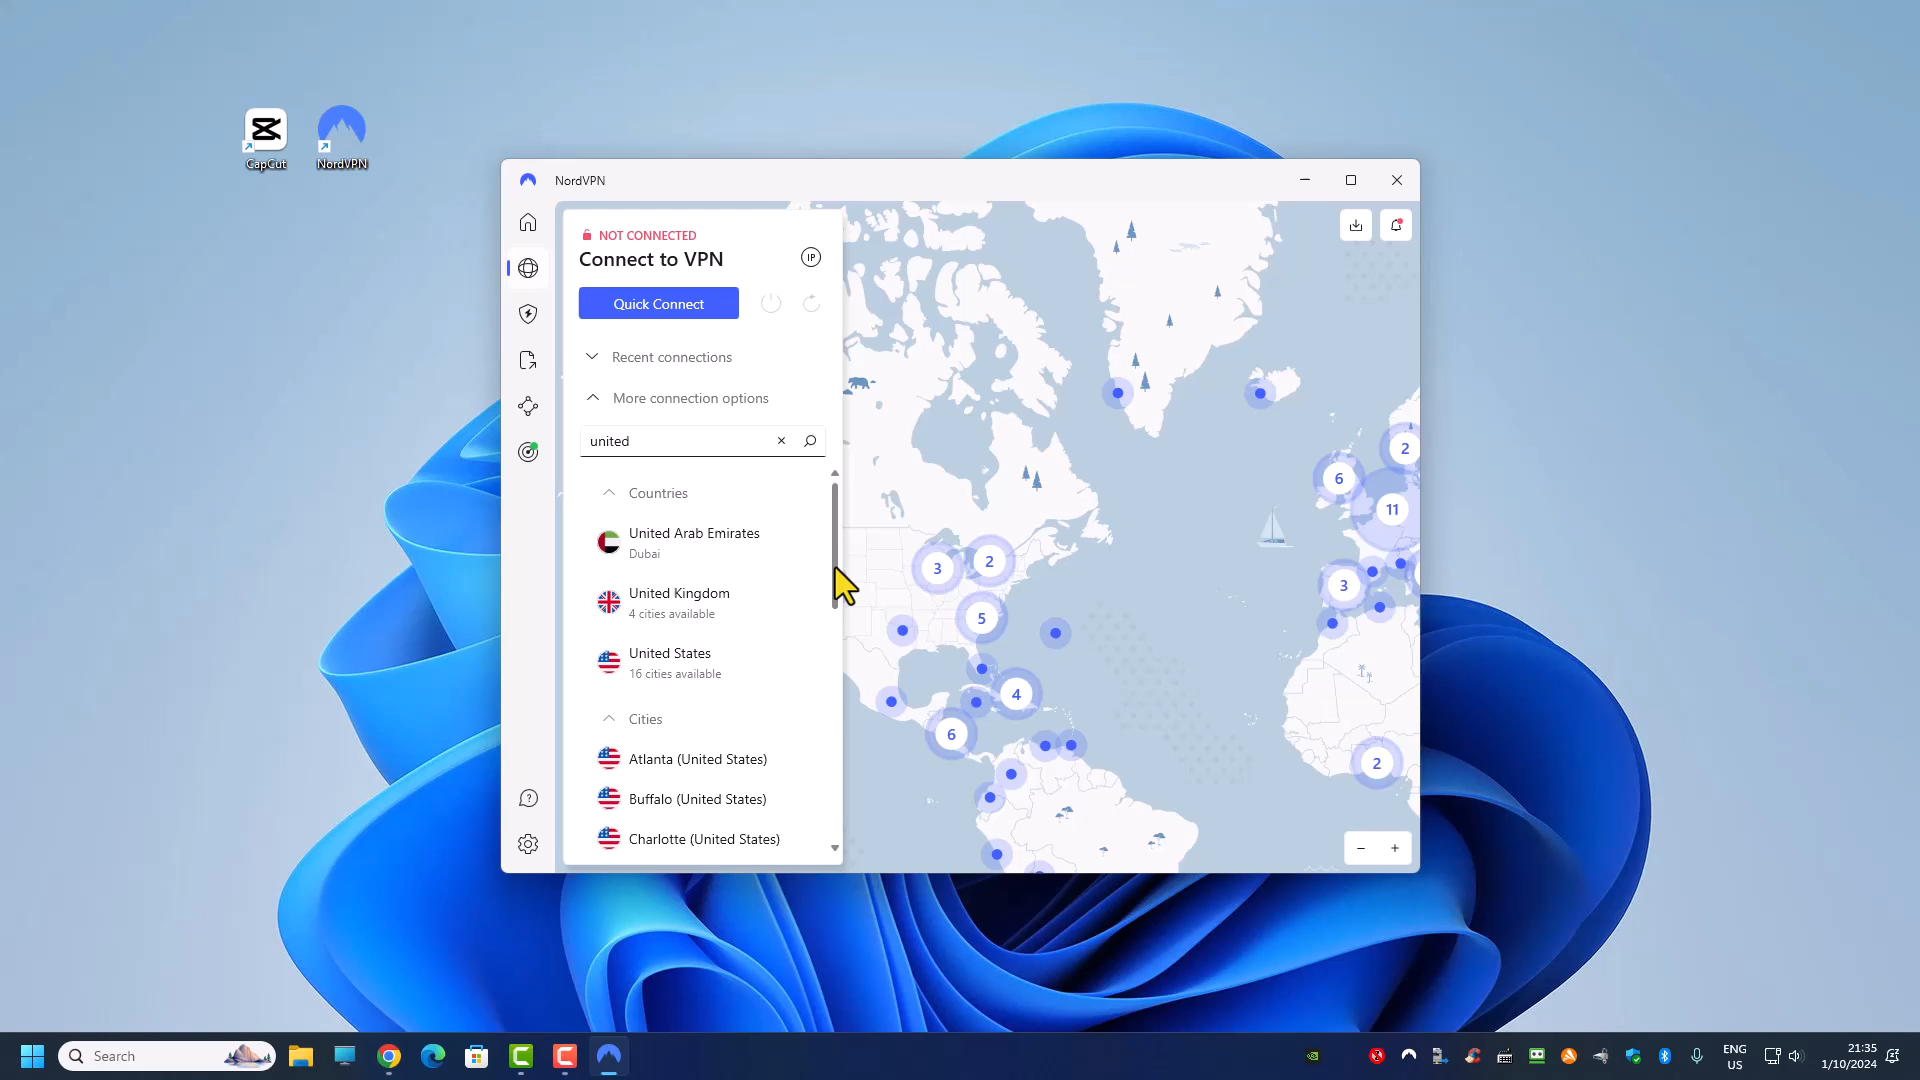 CapCut
NordVPN
NordVPN
NOT CONNECTED
Connect to VPN
IP
Quick Connect
Recent connections
More connection options
united
Countries
United Arab Emirates
Dubai
United Kingdom
4 cities available
United States
16 cities available
Cities
Atlanta (United States)
Buffalo (United States)
Charlotte (United States)
2
6
11
3
2
3
5
4
6
2
Search
ENG
US
21:35
1/10/2024